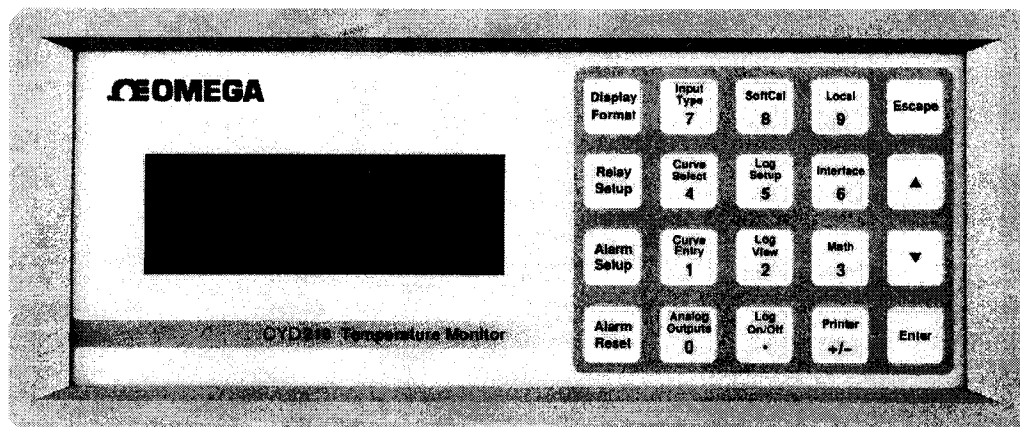 ΩEOMEGA
Display
Format
Input
Type
7
SoftCal
8
Local
9
Escape
Relay
Setup
Curve
Select
4
Log
Setup
5
Interface
6
▲
Alarm
Setup
Curve
Entry
1
Log
View
2
Math
3
▼
CYD218 Temperature Monitor
Alarm
Reset
Analog
Outputs
0
Log
On/Off
.
Printer
+/-
Enter